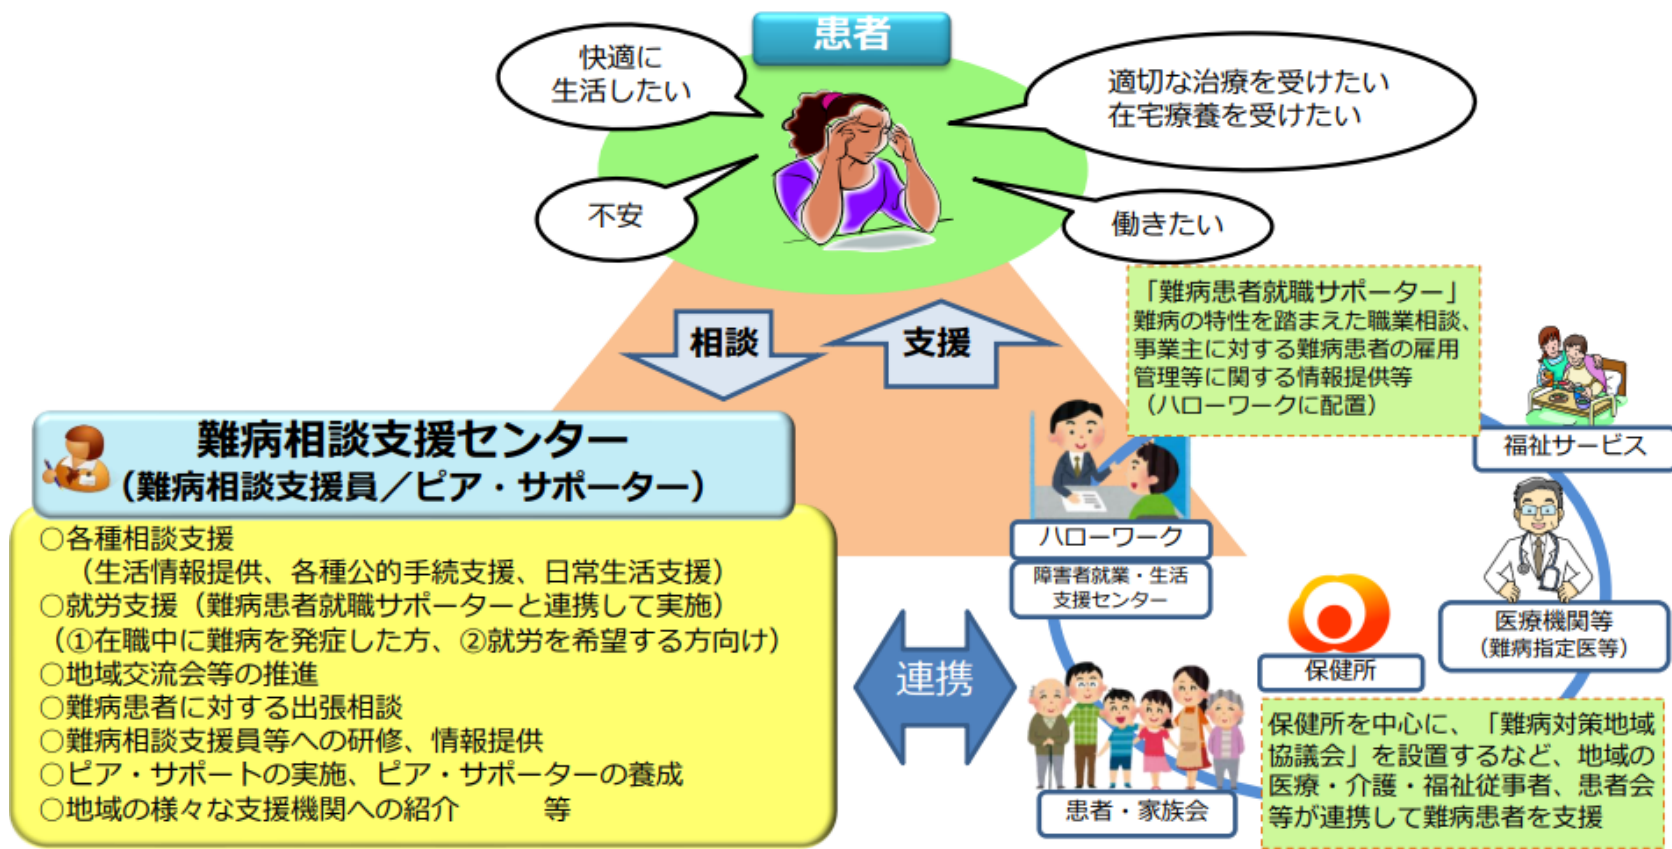 患者
快適に
生活したい
適切な治療を受けたい
在宅療養を受けたい
不安
働きたい
相談
支援
「難病患者就職サポーター」
難病の特性を踏まえた職業相談、
事業主に対する難病患者の雇用
管理等に関する情報提供等
（ハローワークに配置）
難病相談支援センター
（難病相談支援員／ピア・サポーター）
○各種相談支援
（生活情報提供、各種公的手続支援、日常生活支援）
○就労支援（難病患者就職サポーターと連携して実施）
（①在職中に難病を発症した方、②就労を希望する方向け）
○地域交流会等の推進
○難病患者に対する出張相談
○難病相談支援員等への研修、情報提供
○ピア・サポートの実施、ピア・サポーターの養成
○地域の様々な支援機関への紹介　　　等
連携
ハローワーク
障害者就業・生活
支援センター
福祉サービス
医療機関等
（難病指定医等）
保健所
患者・家族会
保健所を中心に、「難病対策地域
協議会」を設置するなど、地域の
医療・介護・福祉従事者、患者会
等が連携して難病患者を支援